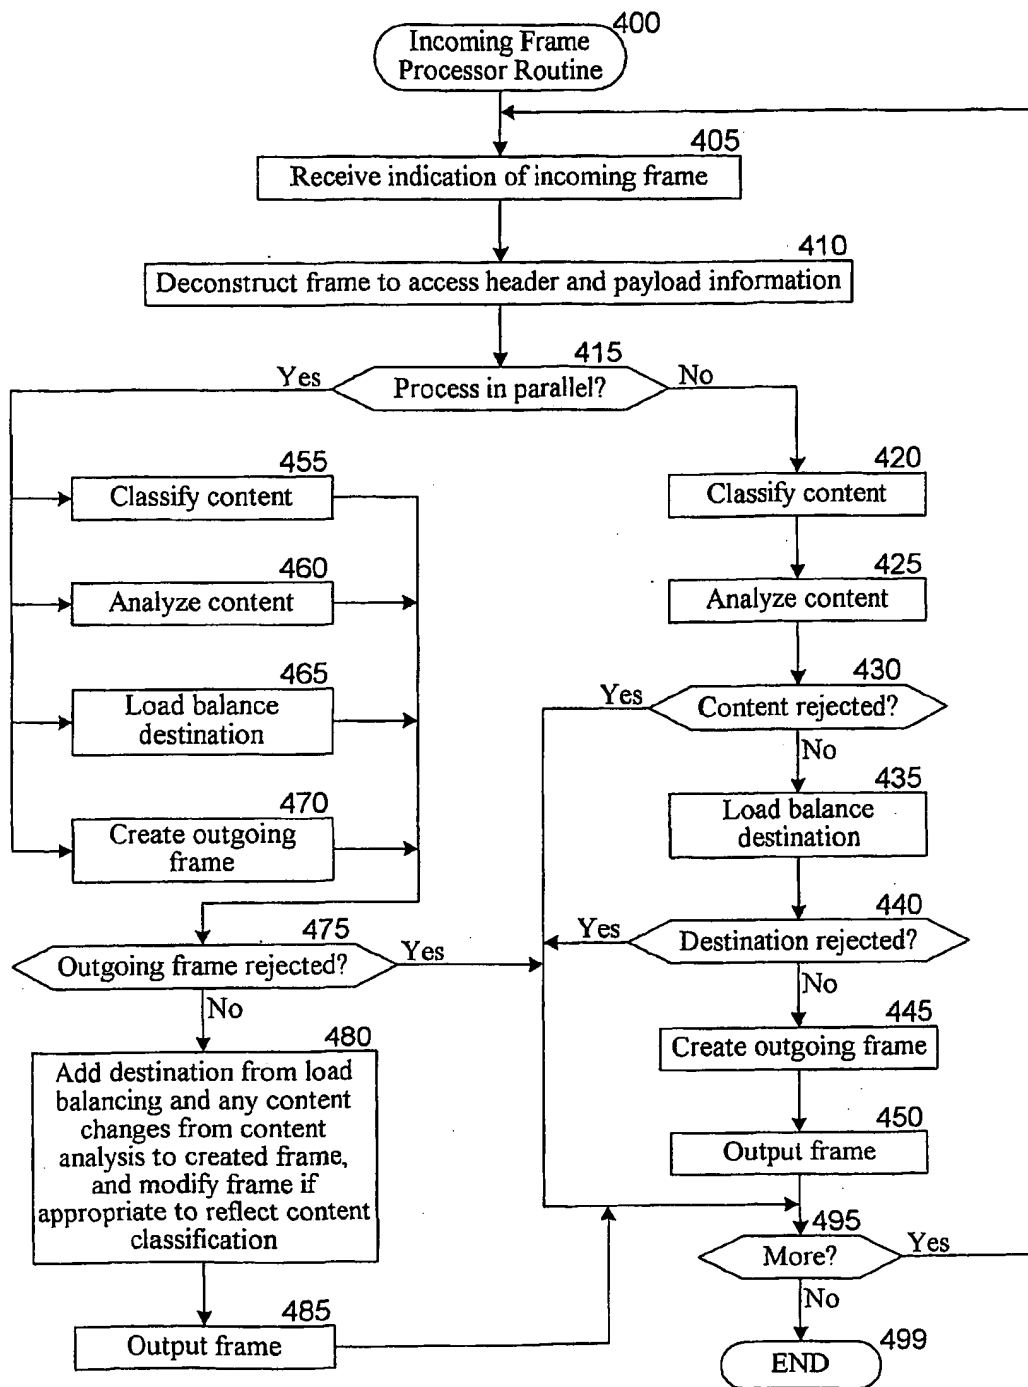 400
Incoming Frame
Processor Routine
405
Receive indication of incoming frame
410
Deconstruct frame to access header and payload information
415
Yes
Process in parallel?
No
455
Classify content
460
Analyze content
465
Load balance
destination
470
Create outgoing
frame
475
Outgoing frame rejected?
Yes
No
480
Add destination from load
balancing and any content
changes from content
analysis to created frame,
and modify frame if
appropriate to reflect content
classification
485
Output frame
420
Classify content
425
Analyze content
430
Yes
Content rejected?
No
435
Load balance
destination
440
Yes
Destination rejected?
No
445
Create outgoing frame
450
Output frame
495
More?
Yes
No
499
END